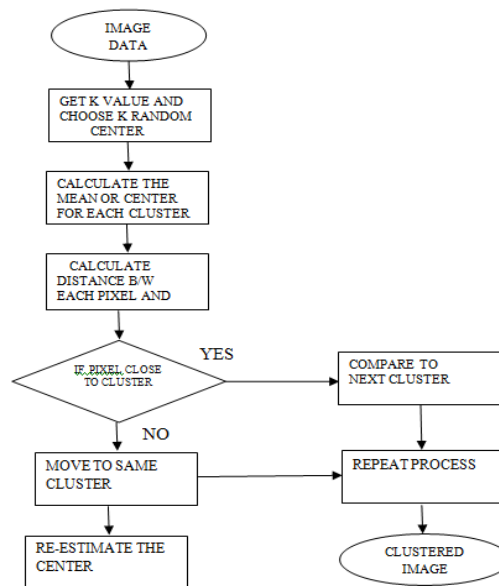 IMAGE
DATA
GET K VALUE AND
CHOOSE K RANDOM
CENTER
CALCULATE THE
MEAN OR CENTER
FOR EACH CLUSTER
CALCULATE
DISTANCE B/W
EACH PIXEL AND
IF PIXEL CLOSE
TO CLUSTER
YES
COMPARE TO
NEXT CLUSTER
NO
MOVE TO SAME
CLUSTER
REPEAT PROCESS
RE-ESTIMATE THE
CENTER
CLUSTERED
IMAGE